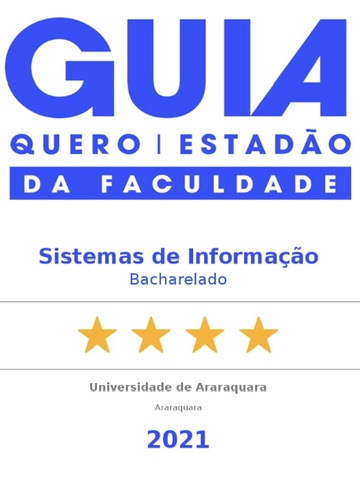 GUIA
QUERO | ESTADÃO
DA FACULDADE
Sistemas de Informação
Bacharelado
Universidade de Araraquara
Araraquara
2021